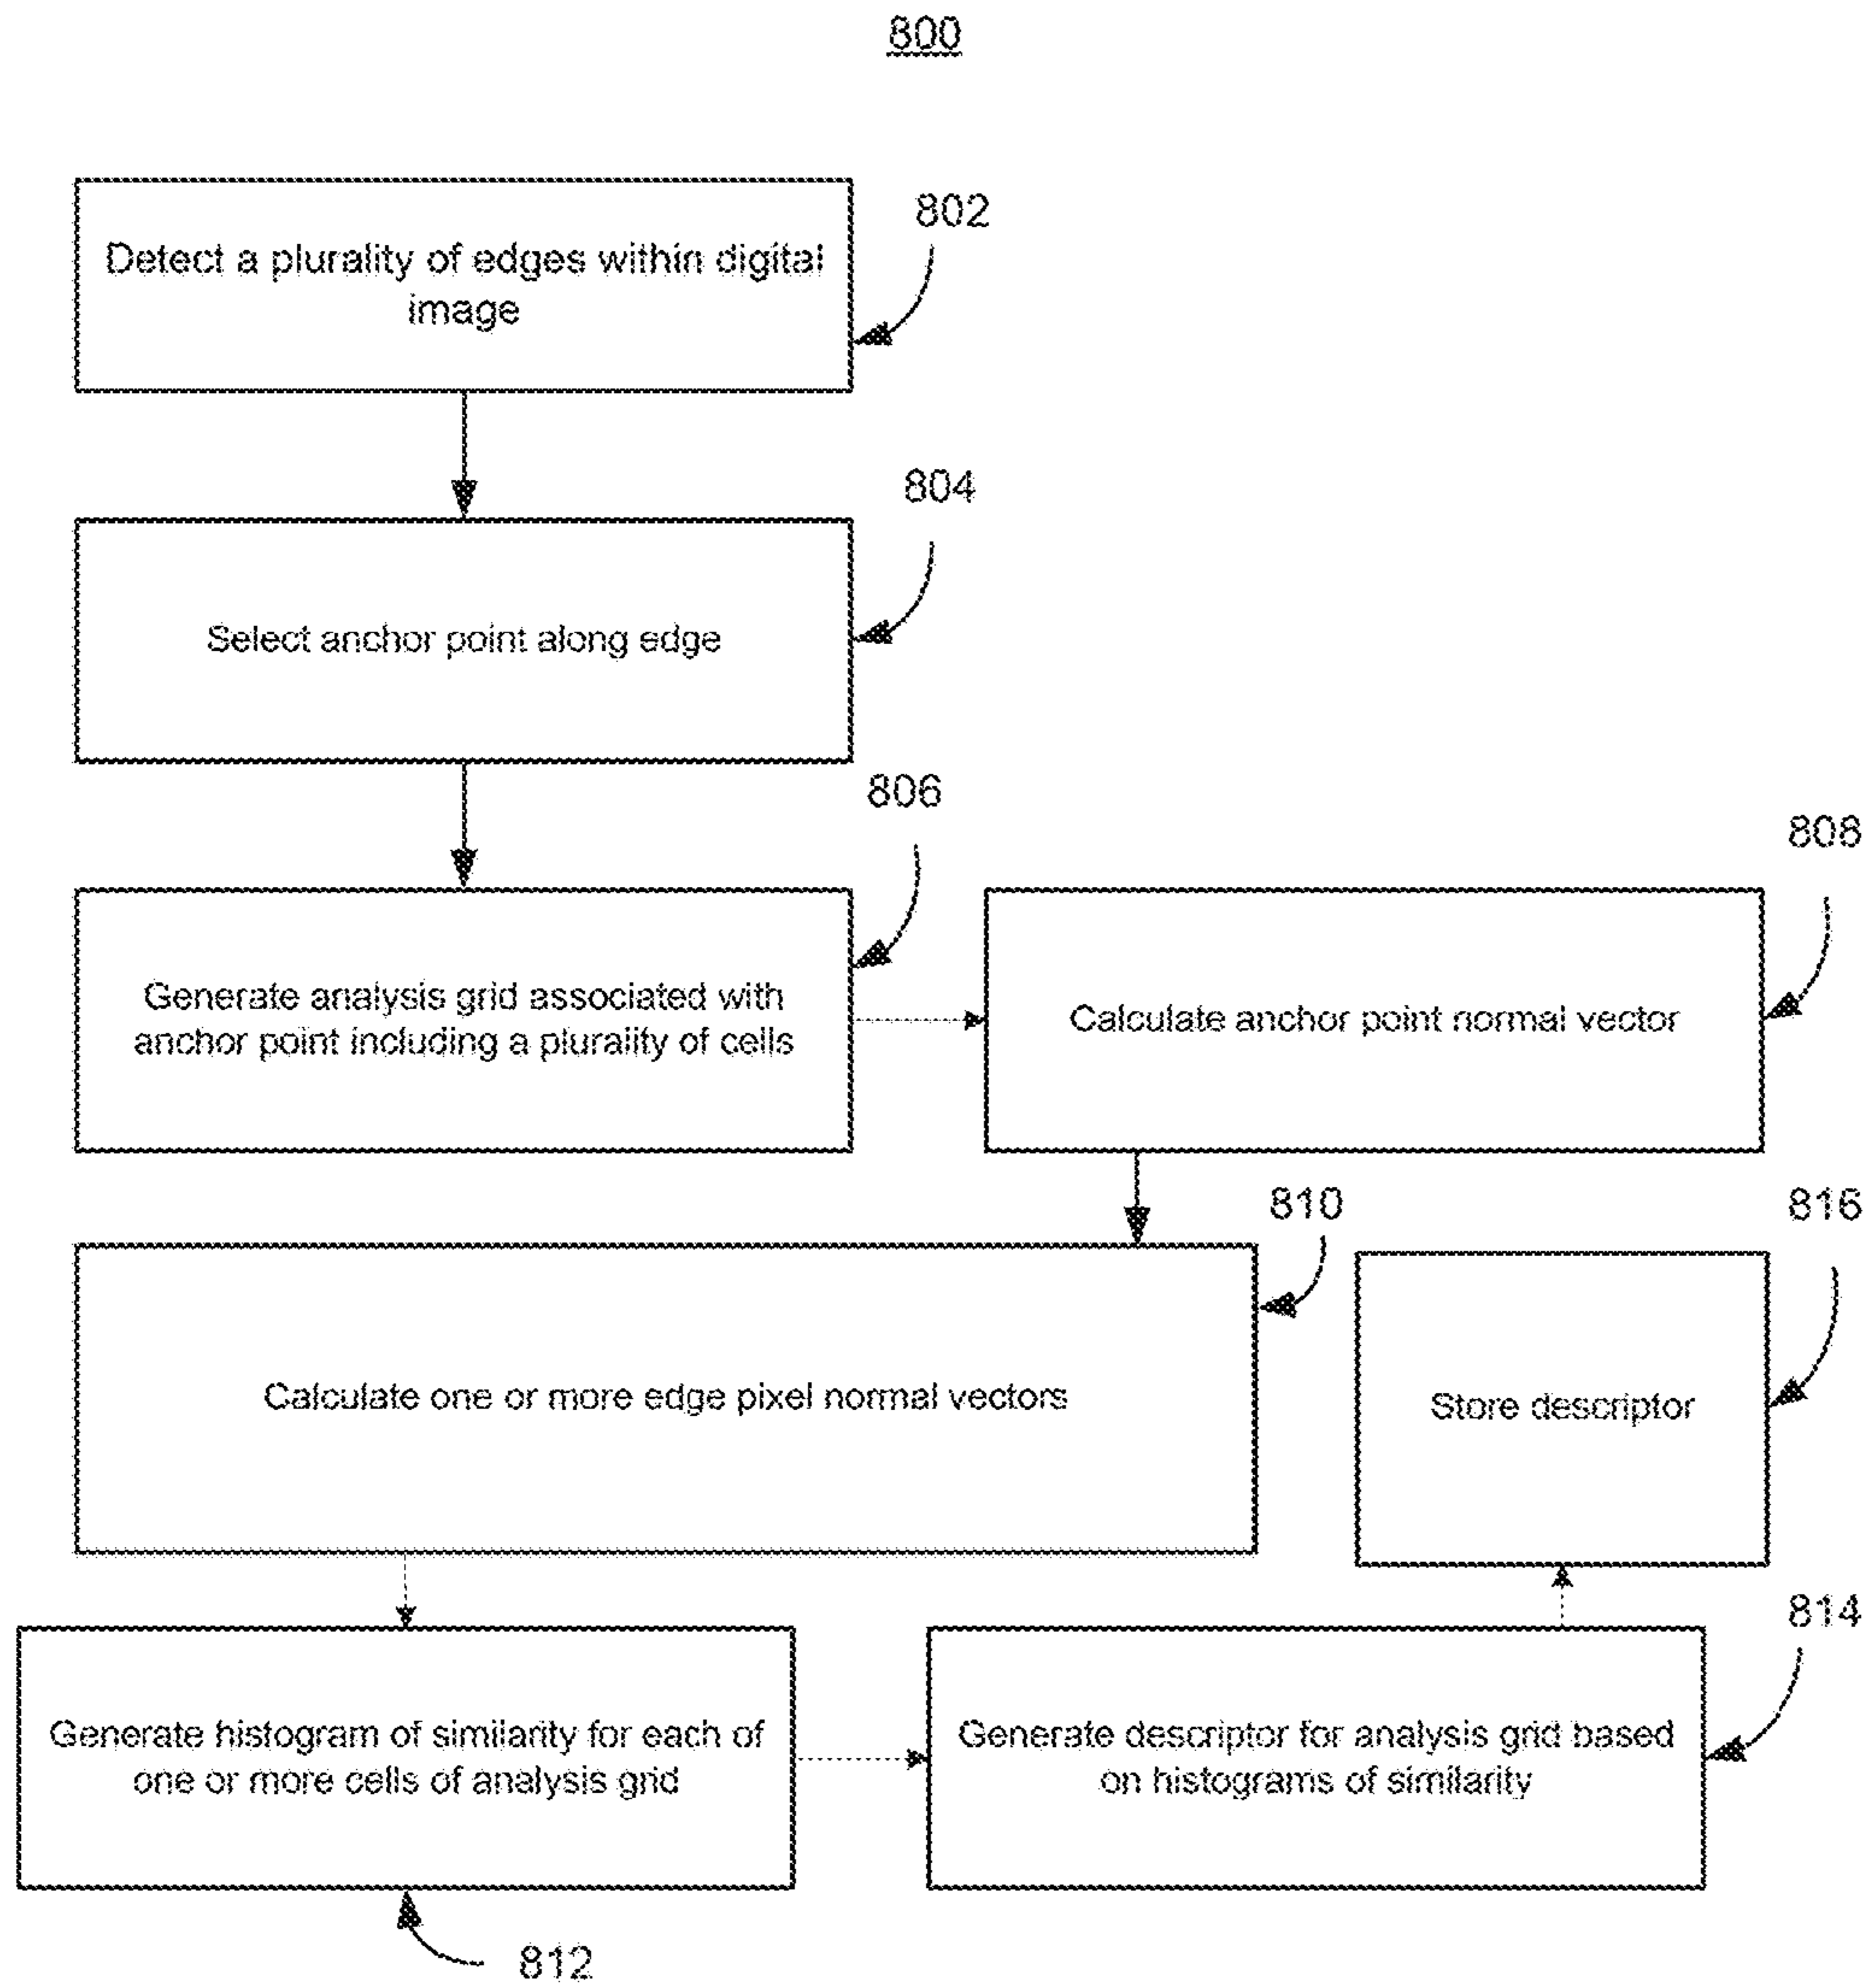 800
802
Detect a plurality of edges within digital
image
804
Select anchor point along edge
806
808
Generate analysis grid associated with
anchor point including a plurality of cells
Calculate anchor point normal vector
810
816
Calculate one or more edge pixel normal vectors
Store descriptor
814
Generate histogram of similarity for each of
one or more cells of analysis grid
Generate descriptor for analysis grid based
on histograms of similarity
812